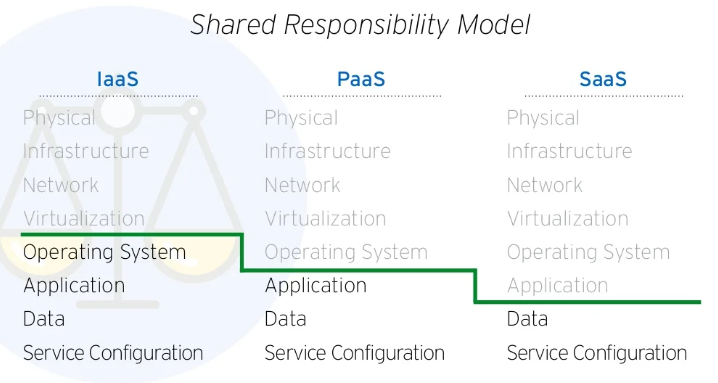 Shared Responsibility Model
IaaS PaaS SaaS
Physical Physical Physical
Infrastructure Infrastructure Infrastructure
Network Network Network
Virtualization Virtualization Virtualization
Operating System Operating System Operating System
Application Application Application
Data Data Data
Service Configuration Service Configuration Service Configuration